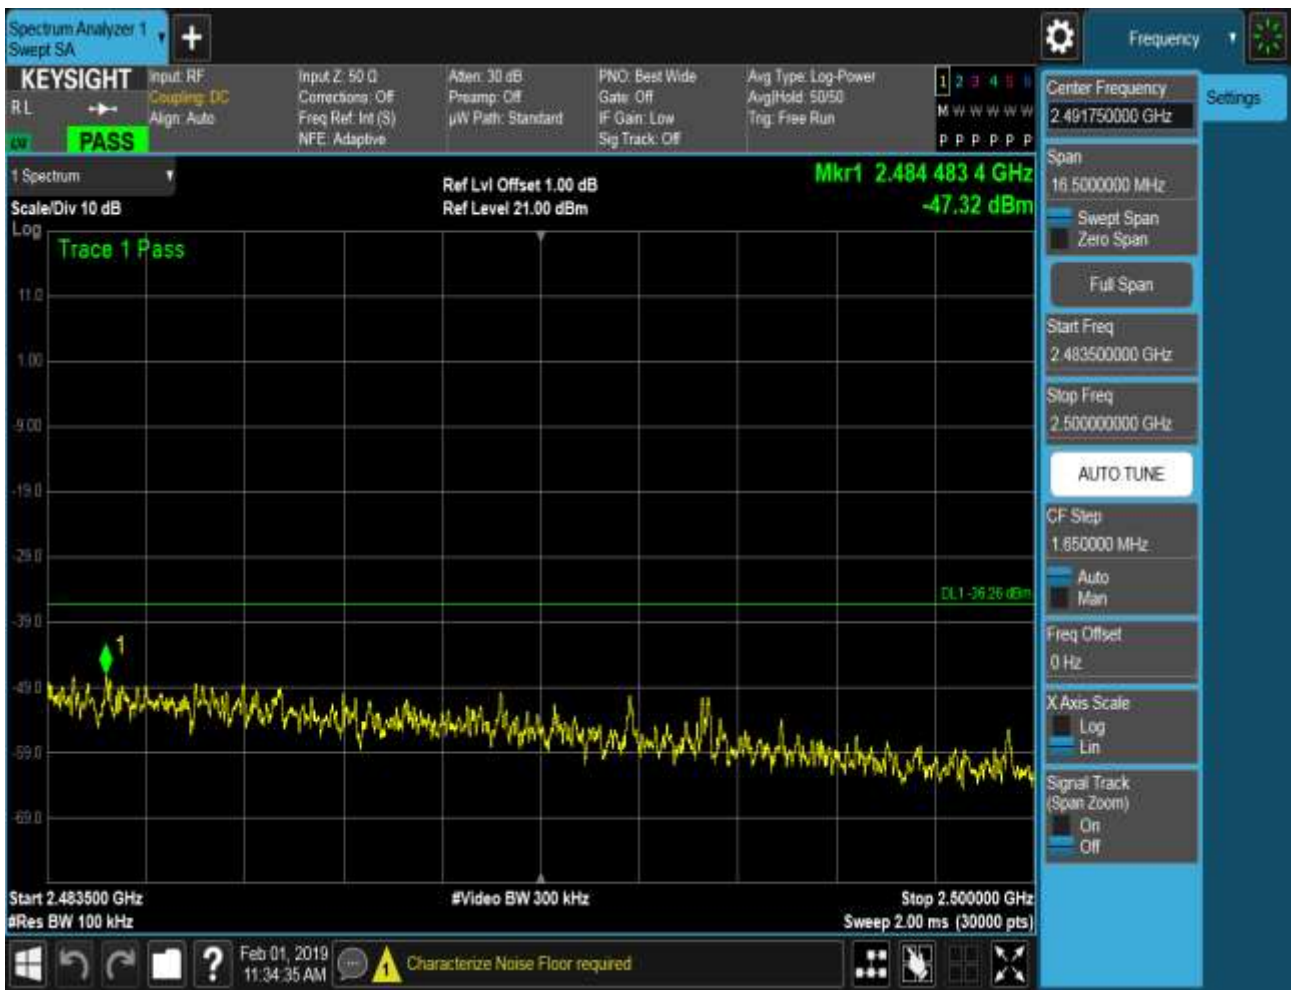 Spectrum Analyzer 1
Swept SA
+
Frequency
KEYSIGHT
R L
PASS
Input: RF
Coupling: DC
Align: Auto
Input Z: 50 Ω
Corrections: Off
Freq Ref: Int (S)
NFE: Adaptive
Atten: 30 dB
Preamp: Off
µW Path: Standard
PNO: Best Wide
Gate: Off
IF Gain: Low
Sig Track: Off
Avg Type: Log-Power
Avg|Hold: 50/50
Trig: Free Run
1 2 3 4 5 6
M W W W W W
P P P P P P
1 Spectrum
Scale/Div 10 dB
Ref Lvl Offset 1.00 dB
Ref Level 21.00 dBm
Mkr1 2.484 483 4 GHz
-47.32 dBm
Log
Trace 1 Pass
11.0
1.00
-9.00
-19.0
-29.0
DL1 -36.26 dBm
-39.0
1
-49.0
-59.0
-69.0
Start 2.483500 GHz
#Res BW 100 kHz
#Video BW 300 kHz
Stop 2.500000 GHz
Sweep 2.00 ms (30000 pts)
Center Frequency
2.491750000 GHz
Settings
Span
16.5000000 MHz
Swept Span
Zero Span
Full Span
Start Freq
2.483500000 GHz
Stop Freq
2.500000000 GHz
AUTO TUNE
CF Step
1.650000 MHz
Auto
Man
Freq Offset
0 Hz
X Axis Scale
Log
Lin
Signal Track
(Span Zoom)
On
Off
?
Feb 01, 2019
11:34:35 AM
1
Characterize Noise Floor required